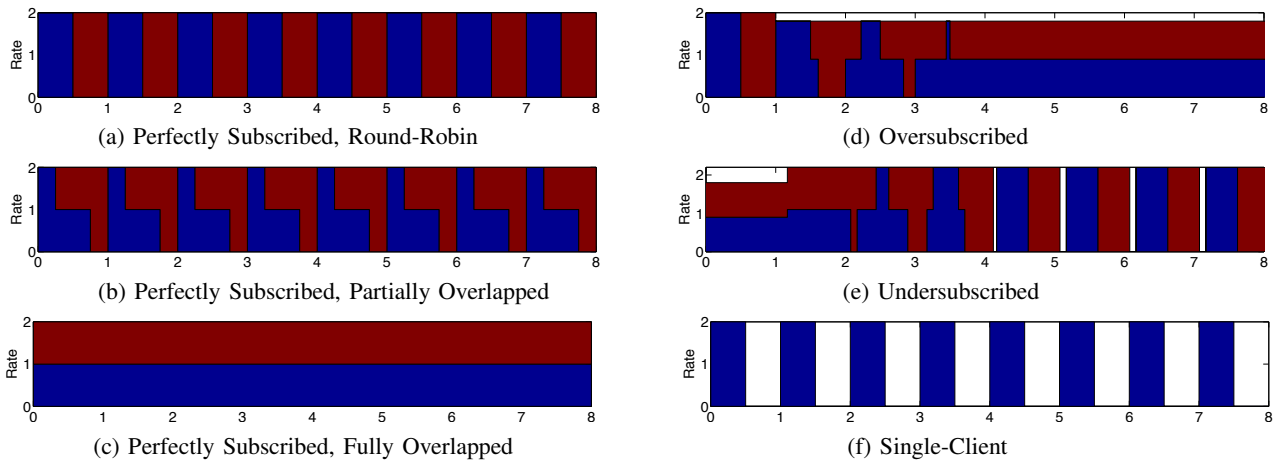 2
1
0
Rate
0 1 2 3 4 5 6 7 8
(a) Perfectly Subscribed, Round-Robin
2
1
0
Rate
0 1 2 3 4 5 6 7 8
(b) Perfectly Subscribed, Partially Overlapped
2
1
0
Rate
0 1 2 3 4 5 6 7 8
(c) Perfectly Subscribed, Fully Overlapped
2
1
0
Rate
0 1 2 3 4 5 6 7 8
(d) Oversubscribed
2
1
0
Rate
0 1 2 3 4 5 6 7 8
(e) Undersubscribed
2
1
0
Rate
0 1 2 3 4 5 6 7 8
(f) Single-Client